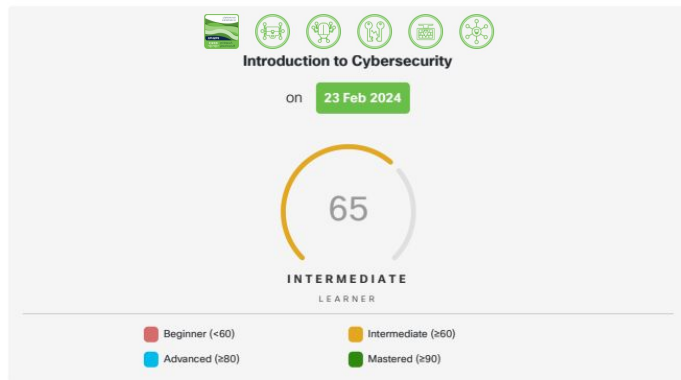 Introduction to Cybersecurity
on 23 Feb 2024
65
INTERMEDIATE
LEARNER
Beginner (<60)
Intermediate (≥60)
Advanced (≥80)
Mastered (≥90)